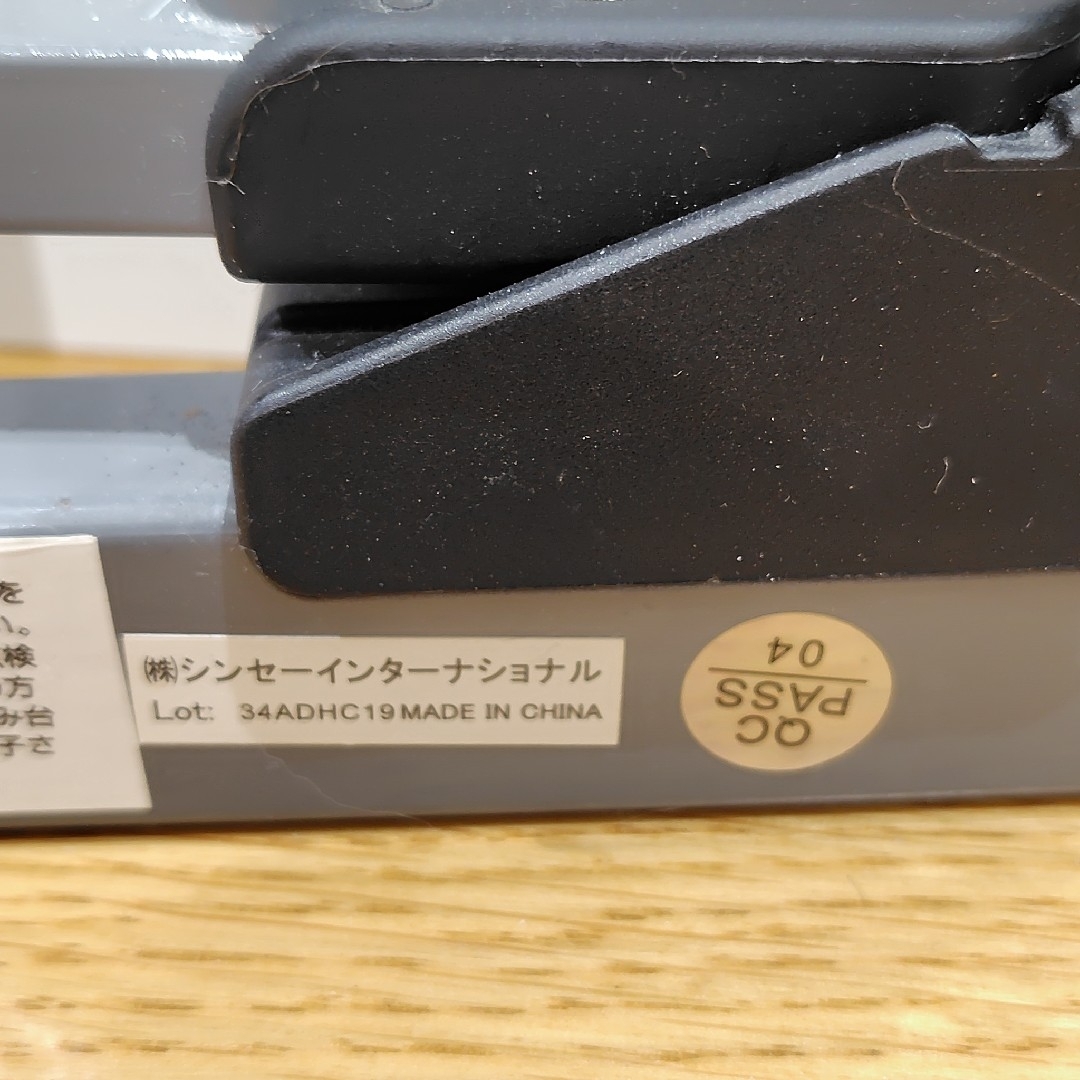 を
い。
検
方
み台
子さ
㈱シンセーインターナショナル
Lot: 34ADHC19 MADE IN CHINA
QC
PASS
04